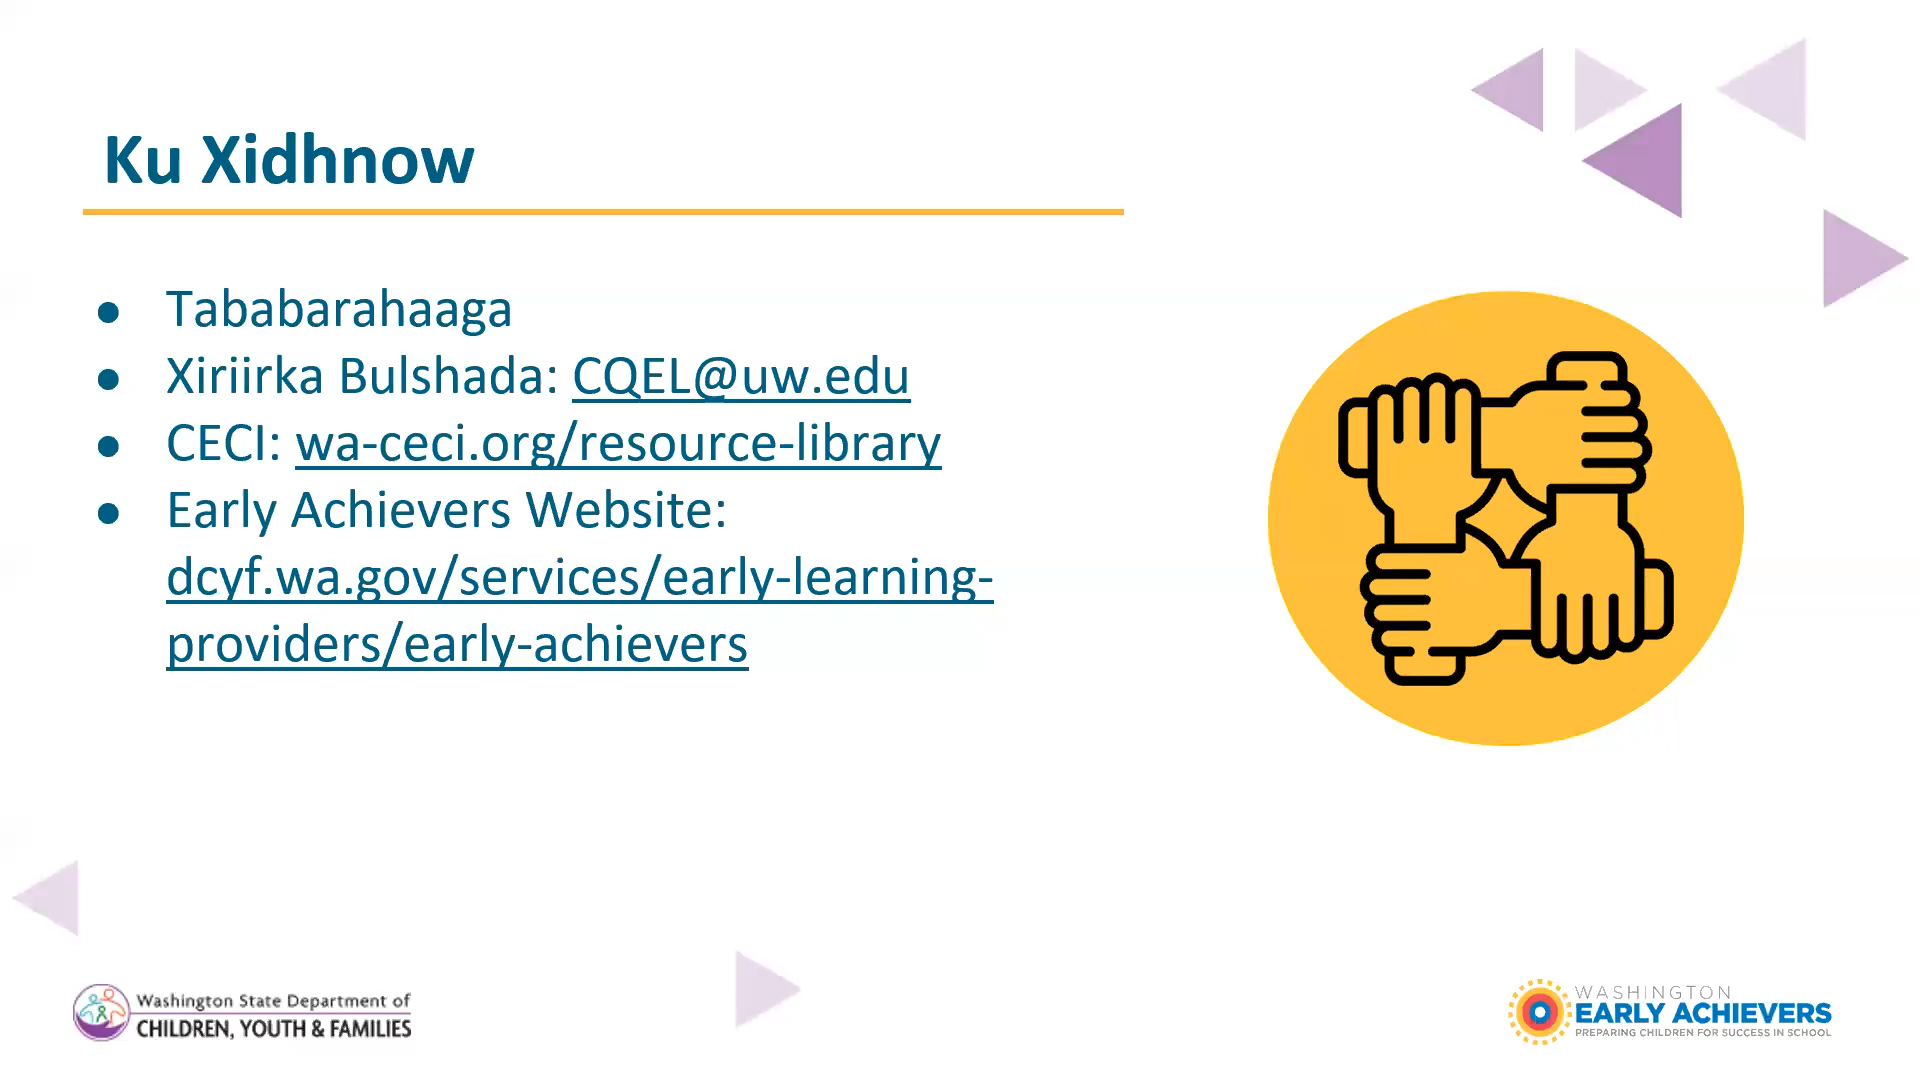 Ku Xidhnow
● Tababarahaaga
● Xiriirka Bulshada: CQEL@uw.edu
● CECI: wa-ceci.org/resource-library
● Early Achievers Website:
dcyf.wa.gov/services/early-learning-
providers/early-achievers
Washington State Department of
CHILDREN, YOUTH & FAMILIES
WASHINGTON
EARLY ACHIEVERS
PREPARING CHILDREN FOR SUCCESS IN SCHOOL